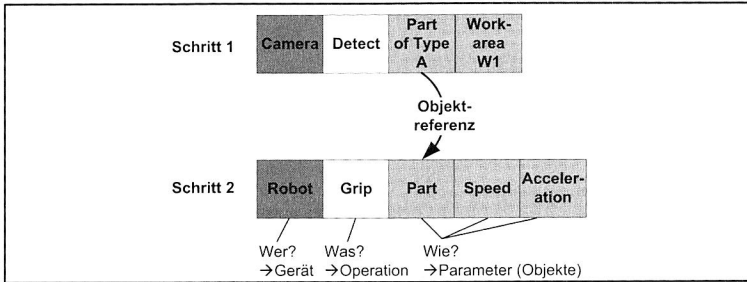 Schritt 1
Camera
Detect
Part
of Type
A
Work-
area
W1
Objekt-
referenz
Schritt 2
Robot
Grip
Part
Speed
Acceler-
ation
Wer?
→Gerät
Was?
→Operation
Wie?
→Parameter (Objekte)